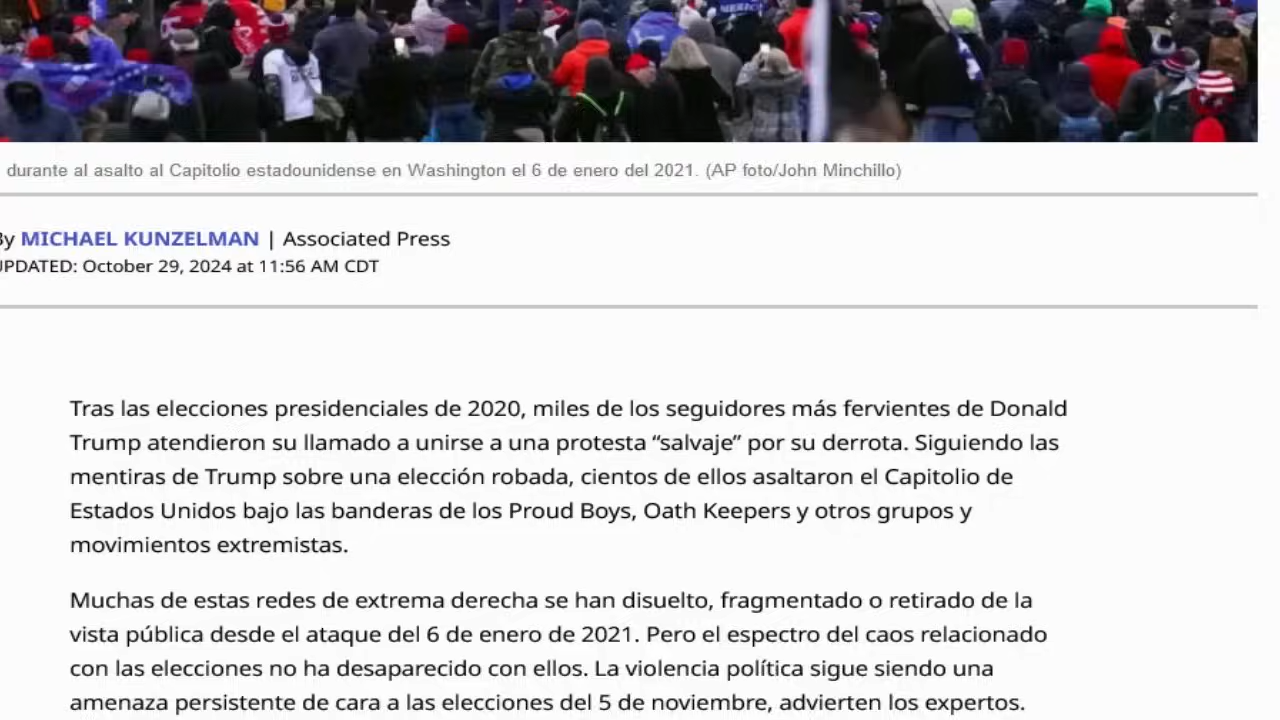 durante al asalto al Capitolio estadounidense en Washington el 6 de enero del 2021. (AP foto/John Minchillo)
By MICHAEL KUNZELMAN | Associated Press
UPDATED: October 29, 2024 at 11:56 AM CDT
Tras las elecciones presidenciales de 2020, miles de los seguidores más fervientes de Donald
Trump atendieron su llamado a unirse a una protesta “salvaje” por su derrota. Siguiendo las
mentiras de Trump sobre una elección robada, cientos de ellos asaltaron el Capitolio de
Estados Unidos bajo las banderas de los Proud Boys, Oath Keepers y otros grupos y
movimientos extremistas.
Muchas de estas redes de extrema derecha se han disuelto, fragmentado o retirado de la
vista pública desde el ataque del 6 de enero de 2021. Pero el espectro del caos relacionado
con las elecciones no ha desaparecido con ellos. La violencia política sigue siendo una
amenaza persistente de cara a las elecciones del 5 de noviembre, advierten los expertos.